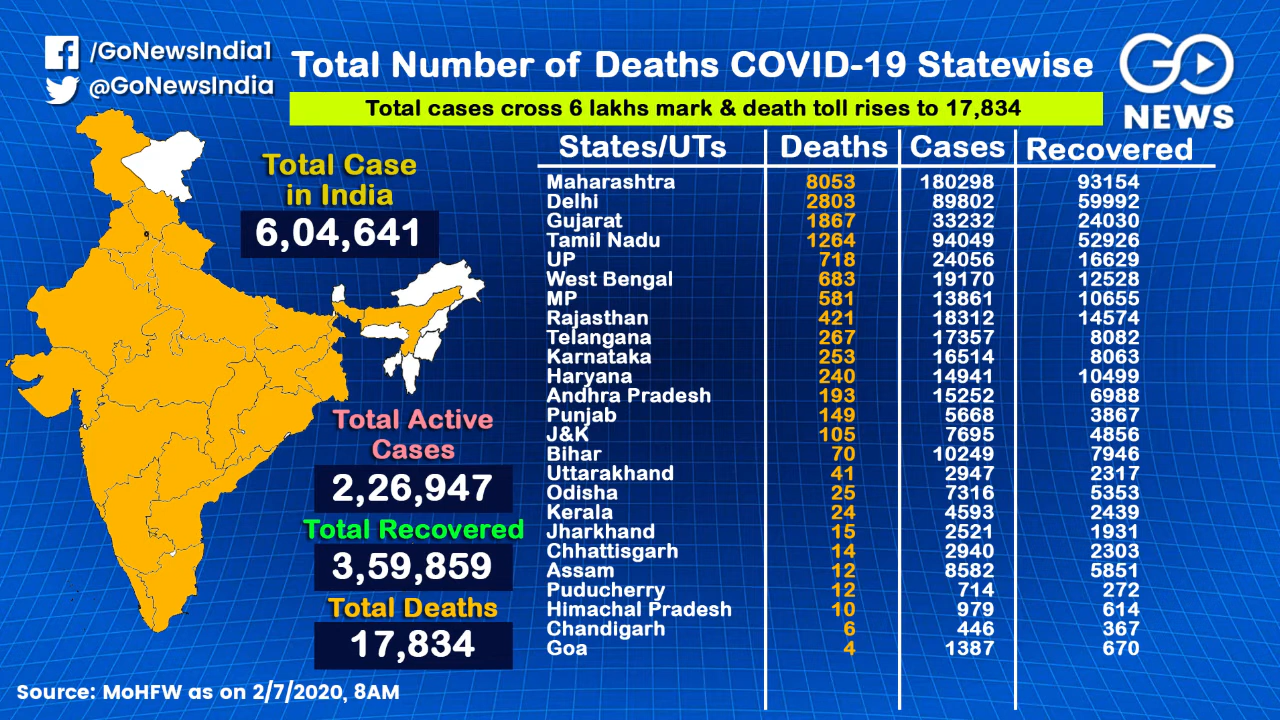 /GoNewsIndia1
@GoNewsIndia
Total Number of Deaths COVID-19 Statewise
GO
NEWS
Total cases cross 6 lakhs mark & death toll rises to 17,834
Total Case
in India
6,04,641
Total Active
Cases
2,26,947
Total Recovered
3,59,859
Total Deaths
17,834
States/UTs Deaths Cases Recovered
Maharashtra 8053 180298 93154
Delhi 2803 89802 59992
Gujarat 1867 33232 24030
Tamil Nadu 1264 94049 52926
UP 718 24056 16629
West Bengal 683 19170 12528
MP 581 13861 10655
Rajasthan 421 18312 14574
Telangana 267 17357 8082
Karnataka 253 16514 8063
Haryana 240 14941 10499
Andhra Pradesh 193 15252 6988
Punjab 149 5668 3867
J&K 105 7695 4856
Bihar 70 10249 7946
Uttarakhand 41 2947 2317
Odisha 25 7316 5353
Kerala 24 4593 2439
Jharkhand 15 2521 1931
Chhattisgarh 14 2940 2303
Assam 12 8582 5851
Puducherry 12 714 272
Himachal Pradesh 10 979 614
Chandigarh 6 446 367
Goa 4 1387 670
Source: MoHFW as on 2/7/2020, 8AM